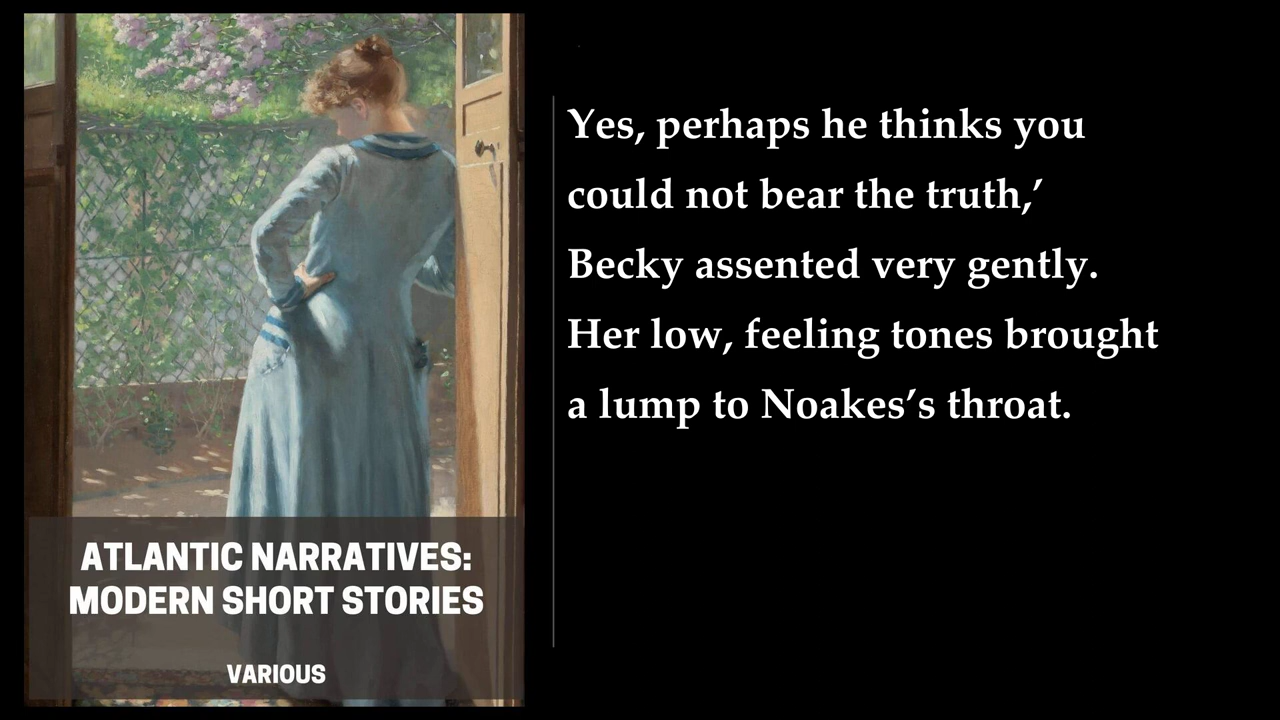 Yes, perhaps he thinks you
could not bear the truth,’
Becky assented very gently.
Her low, feeling tones brought
a lump to Noakes’s throat.
ATLANTIC NARRATIVES:
MODERN SHORT STORIES
VARIOUS